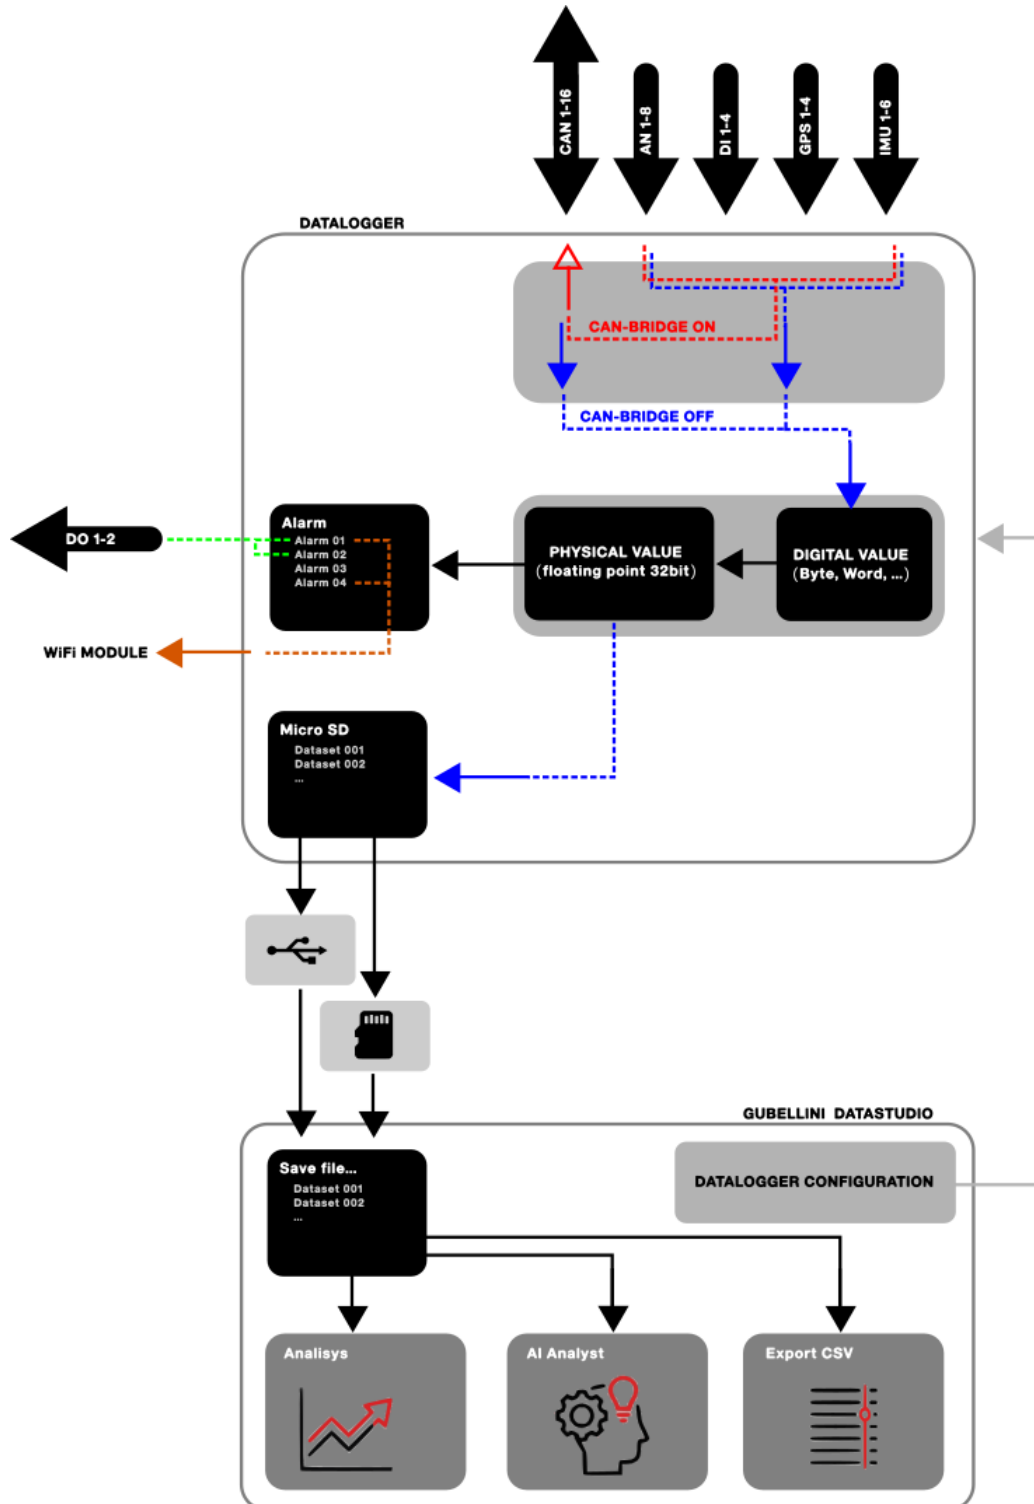 CAN 1-16
AN 1-8
DI 1-4
GPS 1-4
IMU 1-6
DATALOGGER
CAN-BRIDGE ON
CAN-BRIDGE OFF
DO 1-2
Alarm
Alarm 01
Alarm 02
Alarm 03
Alarm 04
PHYSICAL VALUE
(floating point 32bit)
DIGITAL VALUE
(Byte, Word, ...)
WiFi MODULE
Micro SD
Dataset 001
Dataset 002
...
GUBELLINI DATASTUDIO
Save file...
Dataset 001
Dataset 002
...
DATALOGGER CONFIGURATION
Analisys
AI Analyst
Export CSV